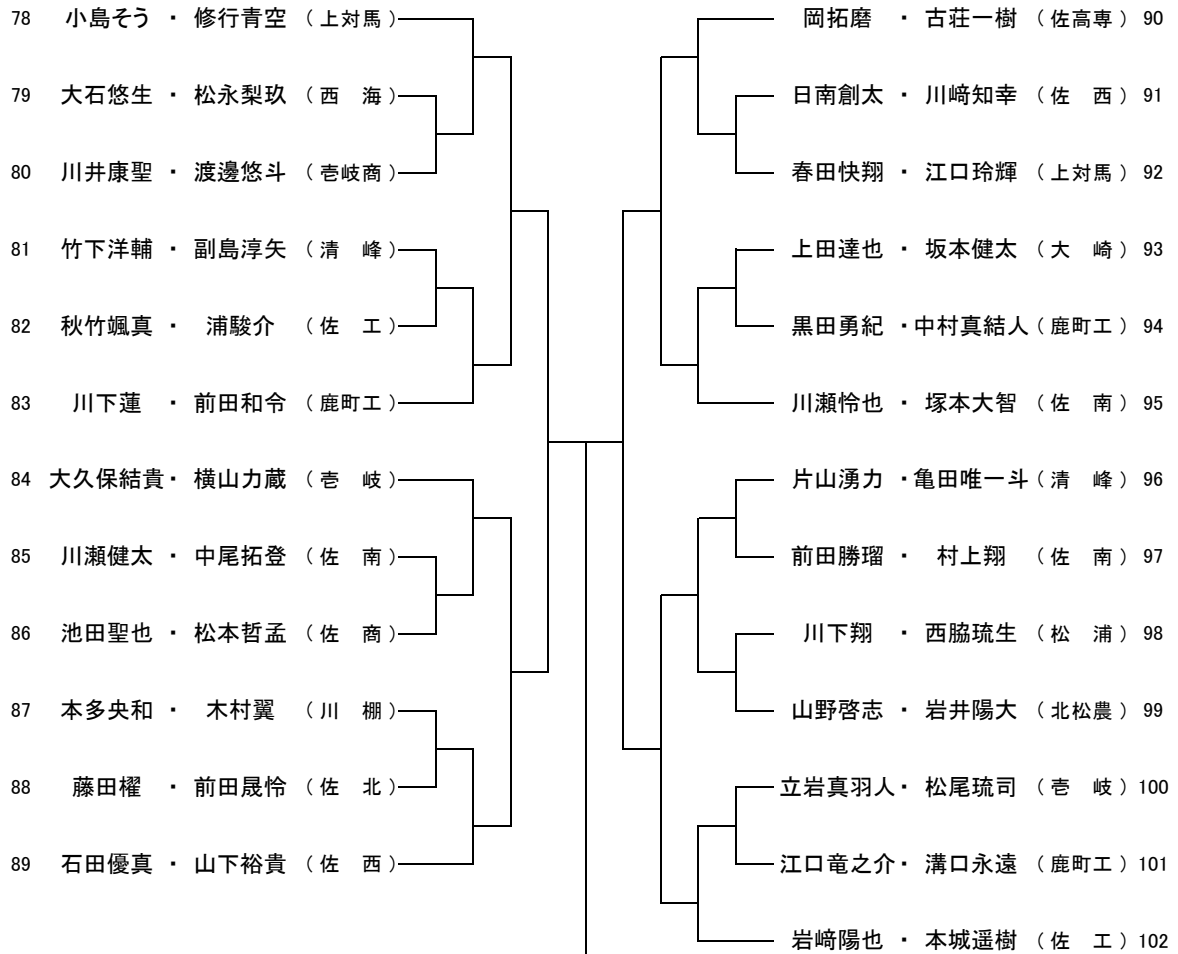 78 小島そう ・ 修行青空 （上対馬）
79 大石悠生 ・ 松永梨玖 （西　海）
80 川井康聖 ・ 渡邊悠斗 （壱岐商）
81 竹下洋輔 ・ 副島淳矢 （清　峰）
82 秋竹颯真 ・ 浦駿介 （佐　工）
83 川下蓮 ・ 前田和令 （鹿町工）
84 大久保結貴・ 横山力蔵 （壱　岐）
85 川瀬健太 ・ 中尾拓登 （佐　南）
86 池田聖也 ・ 松本哲孟 （佐　商）
87 本多央和 ・ 木村翼 （川　棚）
88 藤田櫂 ・ 前田晟怜 （佐　北）
89 石田優真 ・ 山下裕貴 （佐　西）
岡拓磨 ・ 古荘一樹 （佐高専） 90
日南創太 ・ 川﨑知幸 （佐　西） 91
春田快翔 ・ 江口玲輝 （上対馬） 92
上田達也 ・ 坂本健太 （大　崎） 93
黒田勇紀 ・中村真結人（鹿町工） 94
川瀬怜也 ・ 塚本大智 （佐　南） 95
片山湧力 ・亀田唯一斗（清　峰） 96
前田勝瑠 ・ 村上翔 （佐　南） 97
川下翔 ・ 西脇琉生 （松　浦） 98
山野啓志 ・ 岩井陽大 （北松農） 99
立岩真羽人・ 松尾琉司 （壱　岐） 100
江口竜之介・ 溝口永遠 （鹿町工） 101
岩﨑陽也 ・ 本城遥樹 （佐　工） 102